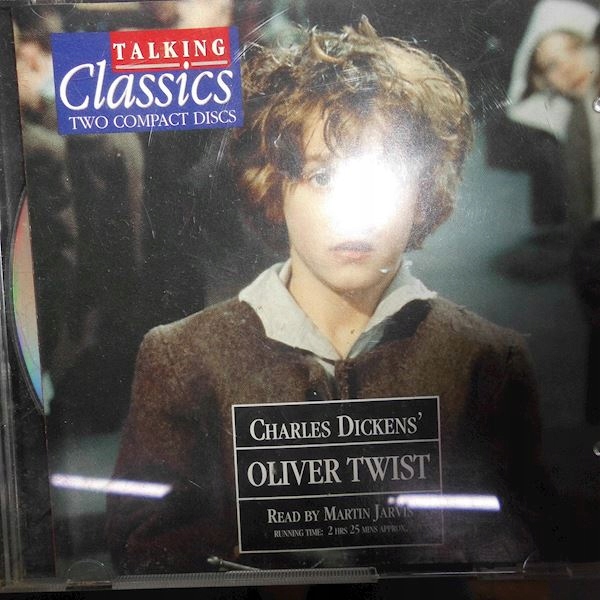 TALKING
Classics
TWO COMPACT DISCS
CHARLES DICKENS'
OLIVER TWIST
READ BY MARTIN JARVIS
RUNNING TIME: 2 HRS 25 MINS APPROX.